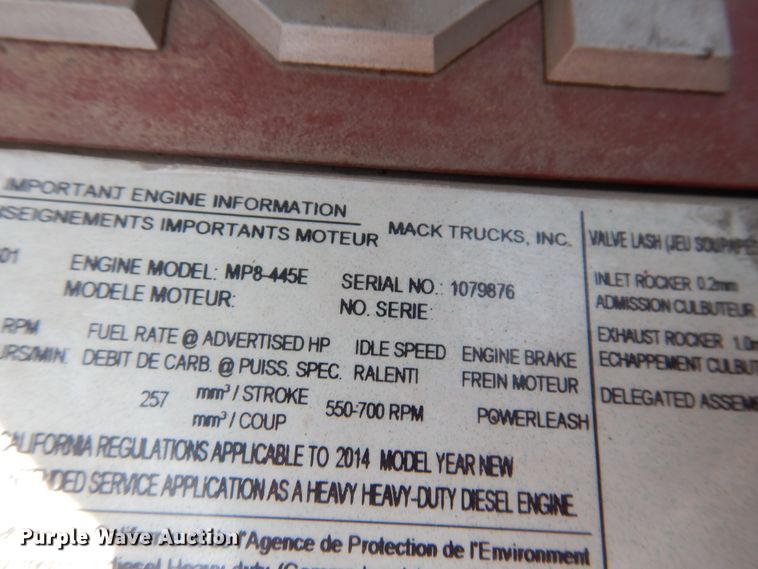 IMPORTANT ENGINE INFORMATION
IMPORTANTS MOTEUR
MACK TRUCKS, INC.
VALVE LASH (JEU
01
ENGINE MODEL: MP8-445E
SERIAL NO.: 1079876
INLET ROCKER 0.2mm
MODELE MOTEUR:
NO. SERIE:
ADMISSION CULBUTEUR
RPM
FUEL RATE @ ADVERTISED HP
IDLE SPEED
ENGINE BRAKE
EXHAUST ROCKER
DEBIT DE CARB. @ PUISS. SPEC.
RALENTI
FREIN MOTEUR
ECHAPPEMENT
257
mm³ / STROKE
mm³ / COUP
550-700 RPM
POWERLEASH
DELEGATED
CALIFORNIA REGULATIONS APPLICABLE TO 2014 MODEL YEAR NEW
SERVICE APPLICATION AS A HEAVY HEAVY-DUTY DIESEL ENGINE.
l'Agence de Protection de l'Environment
Purple Wave Auction